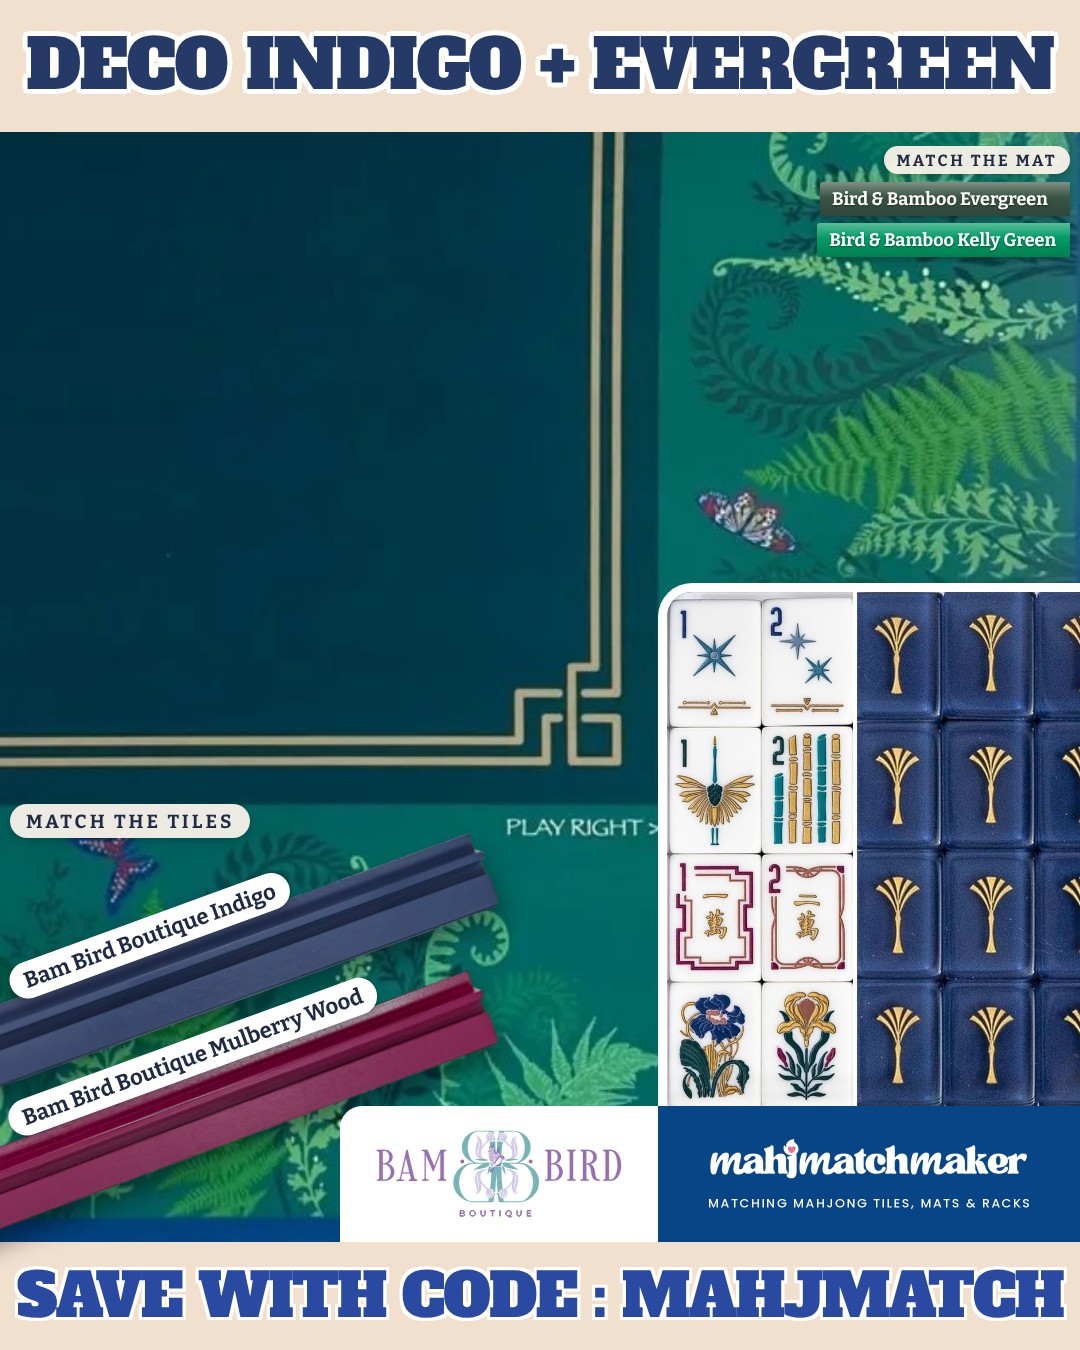 DECO INDIGO + EVERGREEN
MATCH THE MAT
Bird & Bamboo Evergreen
Bird & Bamboo Kelly Green
1 2
1 2
1 2
一 二
萬 萬
MATCH THE TILES
PLAY RIGHT >
Bam Bird Boutique Indigo
Bam Bird Boutique Mulberry Wood
BAM BIRD
BOUTIQUE
mahjmatchmaker
MATCHING MAHJONG TILES, MATS & RACKS
SAVE WITH CODE : MAHJMATCH